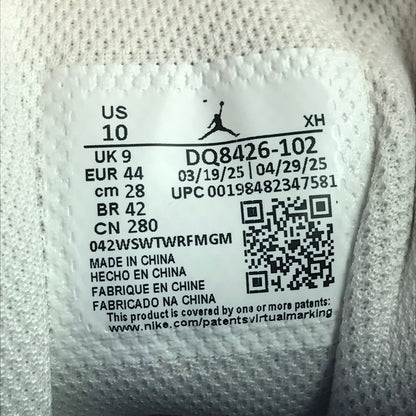 US
10
XH
UK 9
DQ8426-102
EUR 44
03/19/25 | 04/29/25
cm 28
UPC 00198482347581
BR 42
CN 280
042WSWTWRFMGM
MADE IN CHINA
HECHO EN CHINA
FABRIQUE EN CHINE
FABRICADO NA CHINA
This product is covered by one or more patents:
www.nike.com/patentsvirtualmarking